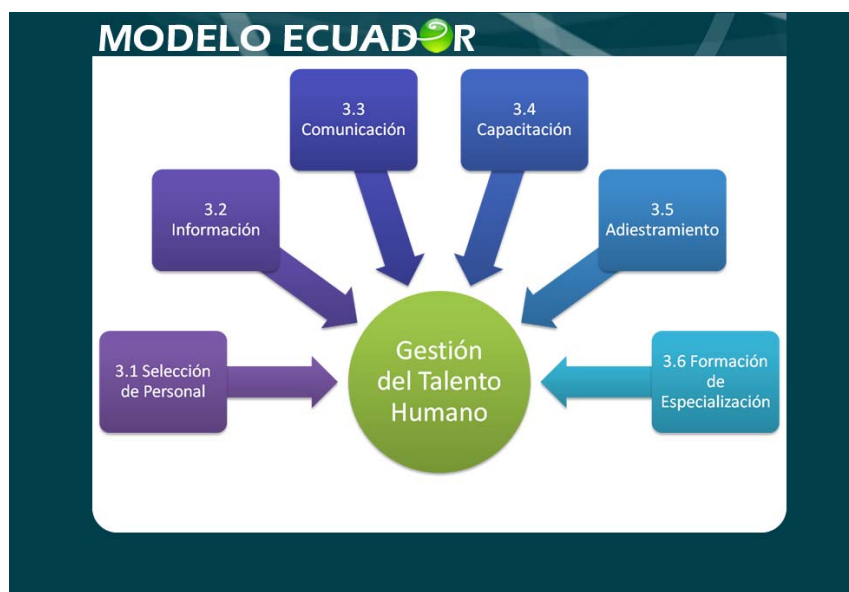 MODELO ECUADOR
3.3
Comunicación
3.4
Capacitación
3.2
Información
3.5
Adiestramiento
3.1 Selección
de Personal
Gestión
del Talento
Humano
3.6 Formación
de
Especialización